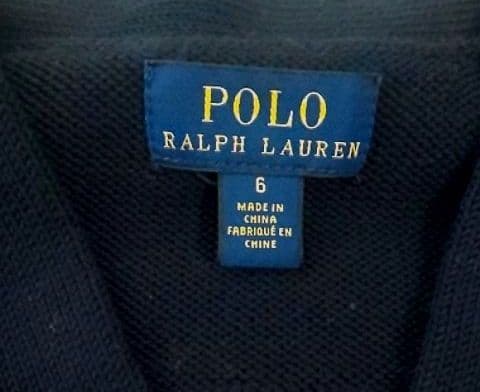 POLO
RALPH LAUREN
6
MADE IN
CHINA
FABRIQUÉ EN
CHINE